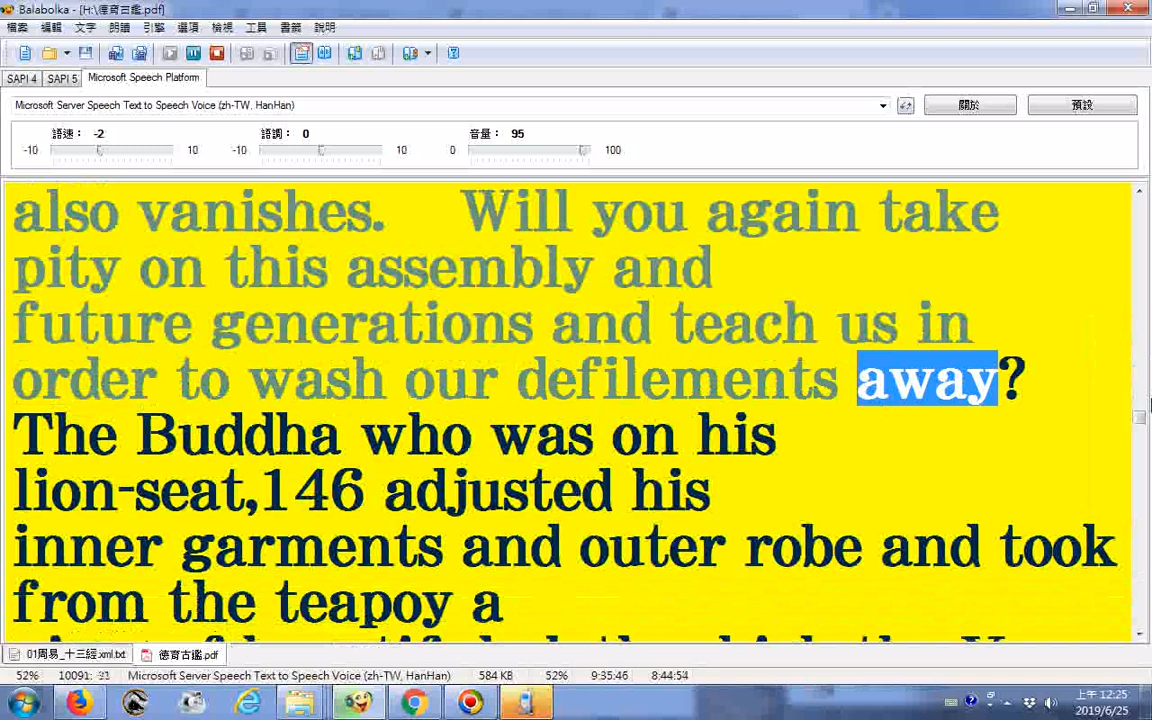 Balabolka - [H:\德育古鑑.pdf]
檔案 編輯 文字 朗讀 引擎 選項 檢視 工具 書籤 說明
SAPI 4 SAPI 5 Microsoft Speech Platform
Microsoft Server Speech Text to Speech Voice (zh-TW, HanHan) 關於 預設
語速： -2 語調： 0 音量： 95
-10 10 -10 10 0 100
also vanishes. Will you again take
pity on this assembly and
future generations and teach us in
order to wash our defilements away?
The Buddha who was on his
lion-seat,146 adjusted his
inner garments and outer robe and took
from the teapoy a
01周易_十三經.xml.txt 德育古鑑.pdf
52% 10091: 31 Microsoft Server Speech Text to Speech Voice (zh-TW, HanHan) 584 KB 52% 9:35:46 8:44:54
上午 12:25
2019/6/25